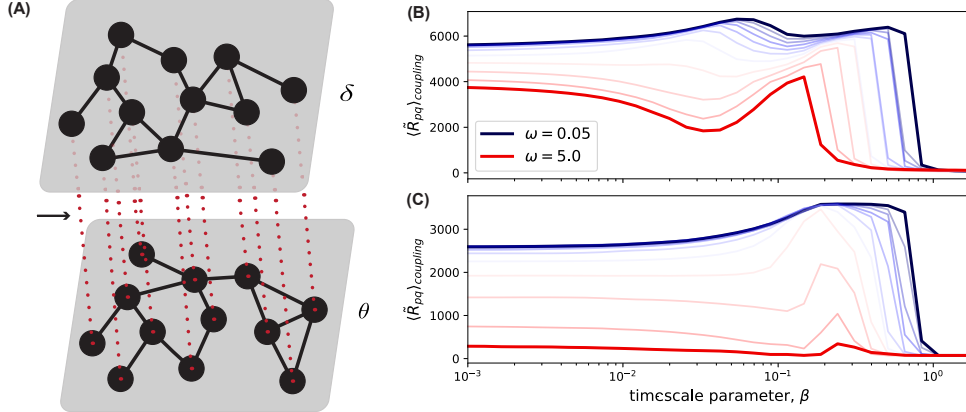 (A)
δ
θ
(B)
⟨R̃pq⟩coupling
6000
4000
2000
0
ω = 0.05
ω = 5.0
(C)
⟨R̃pq⟩coupling
3000
2000
1000
0
10⁻³
10⁻²
10⁻¹
10⁰
timescale parameter, β